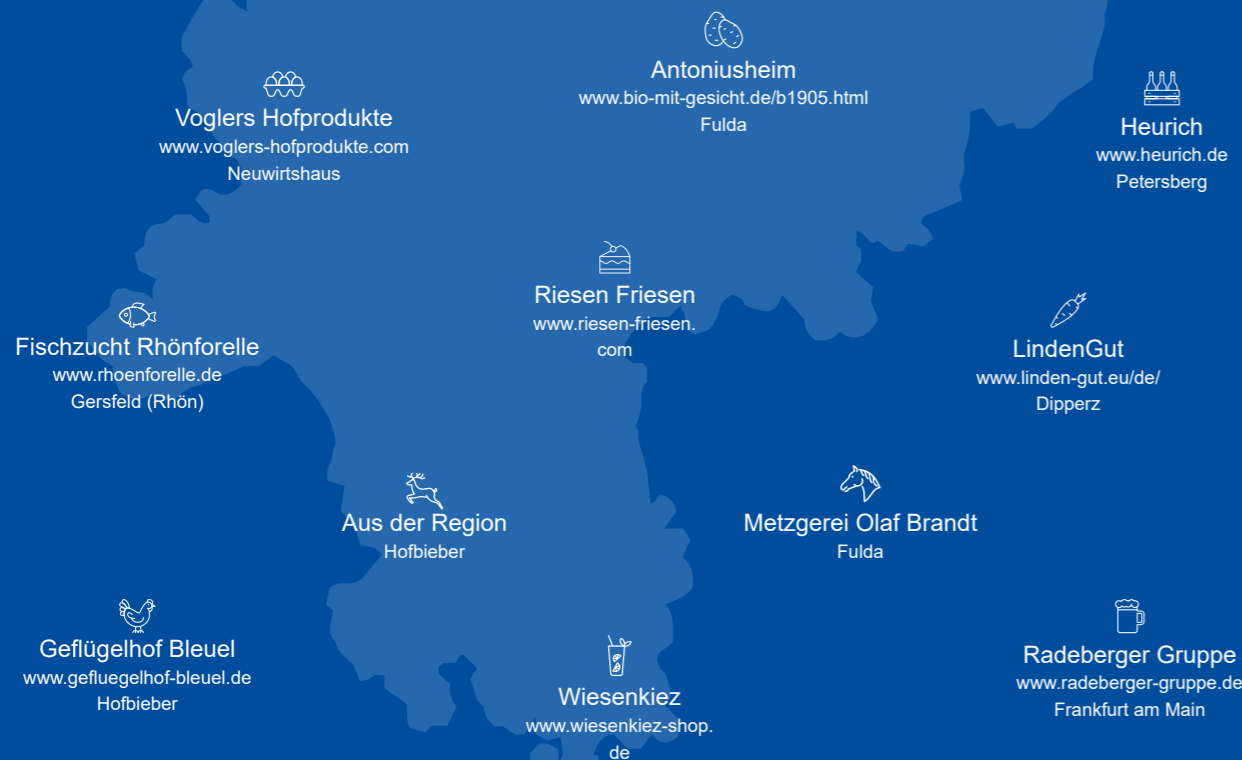 Antoniusheim
www.bio-mit-gesicht.de/b1905.html
Fulda
Voglers Hofprodukte
www.voglers-hofprodukte.com
Neuwirtshaus
Heurich
www.heurich.de
Petersberg
Riesen Friesen
www.riesen-friesen.
com
Fischzucht Rhönforelle
www.rhoenforelle.de
Gersfeld (Rhön)
LindenGut
www.linden-gut.eu/de/
Dipperz
Aus der Region
Hofbieber
Metzgerei Olaf Brandt
Fulda
Geflügelhof Bleuel
www.gefluegelhof-bleuel.de
Hofbieber
Wiesenkiez
www.wiesenkiez-shop.
de
Radeberger Gruppe
www.radeberger-gruppe.de
Frankfurt am Main